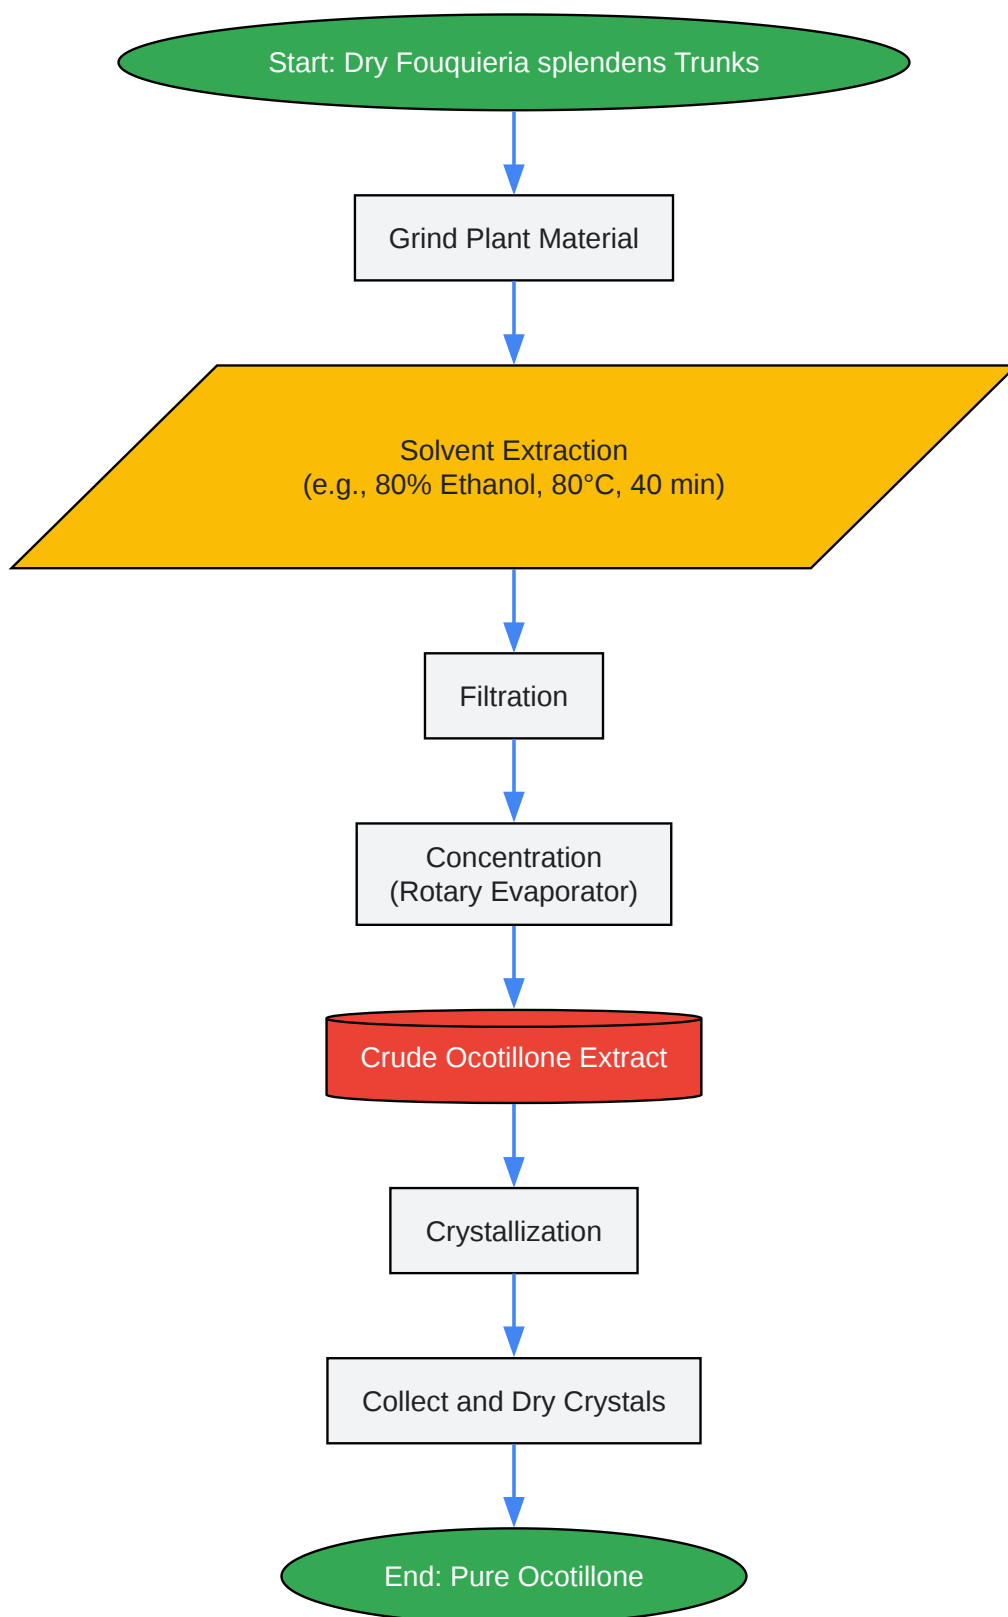 Start: Dry Fouquieria splendens Trunks
Grind Plant Material
Solvent Extraction
(e.g., 80% Ethanol, 80°C, 40 min)
Filtration
Concentration
(Rotary Evaporator)
Crude Ocotillone Extract
Crystallization
Collect and Dry Crystals
End: Pure Ocotillone